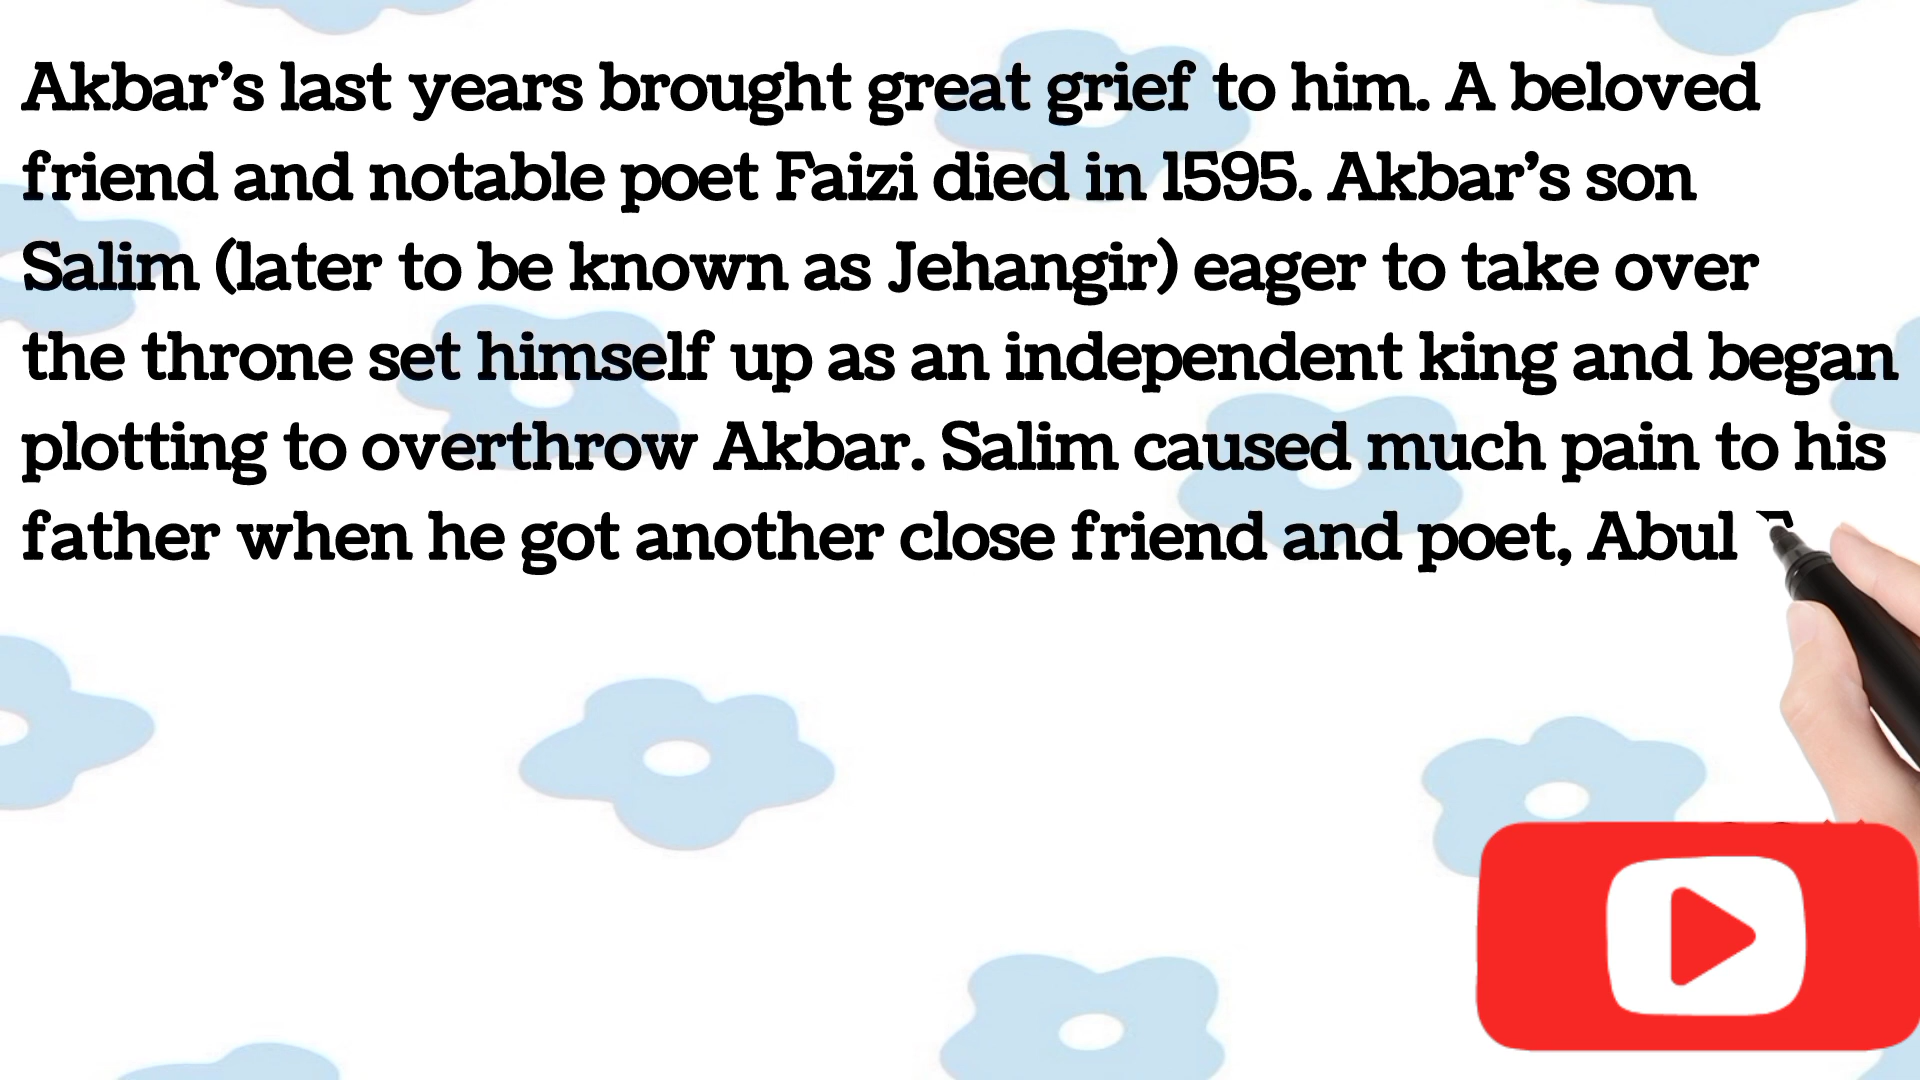 Akbar’s last years brought great grief to him. A beloved
friend and notable poet Faizi died in 1595. Akbar’s son
Salim (later to be known as Jehangir) eager to take over
the throne set himself up as an independent king and began
plotting to overthrow Akbar. Salim caused much pain to his
father when he got another close friend and poet, Abul